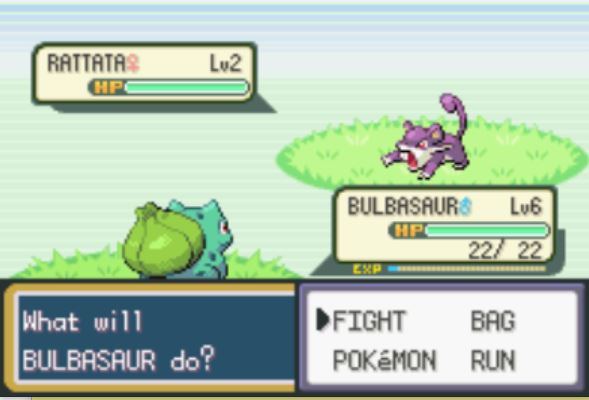 RATTATA♀ Lv2
HP
BULBASAUR♂ Lv6
HP
22/ 22
EXP
What will
BULBASAUR do?
▶FIGHT BAG
POKéMON RUN